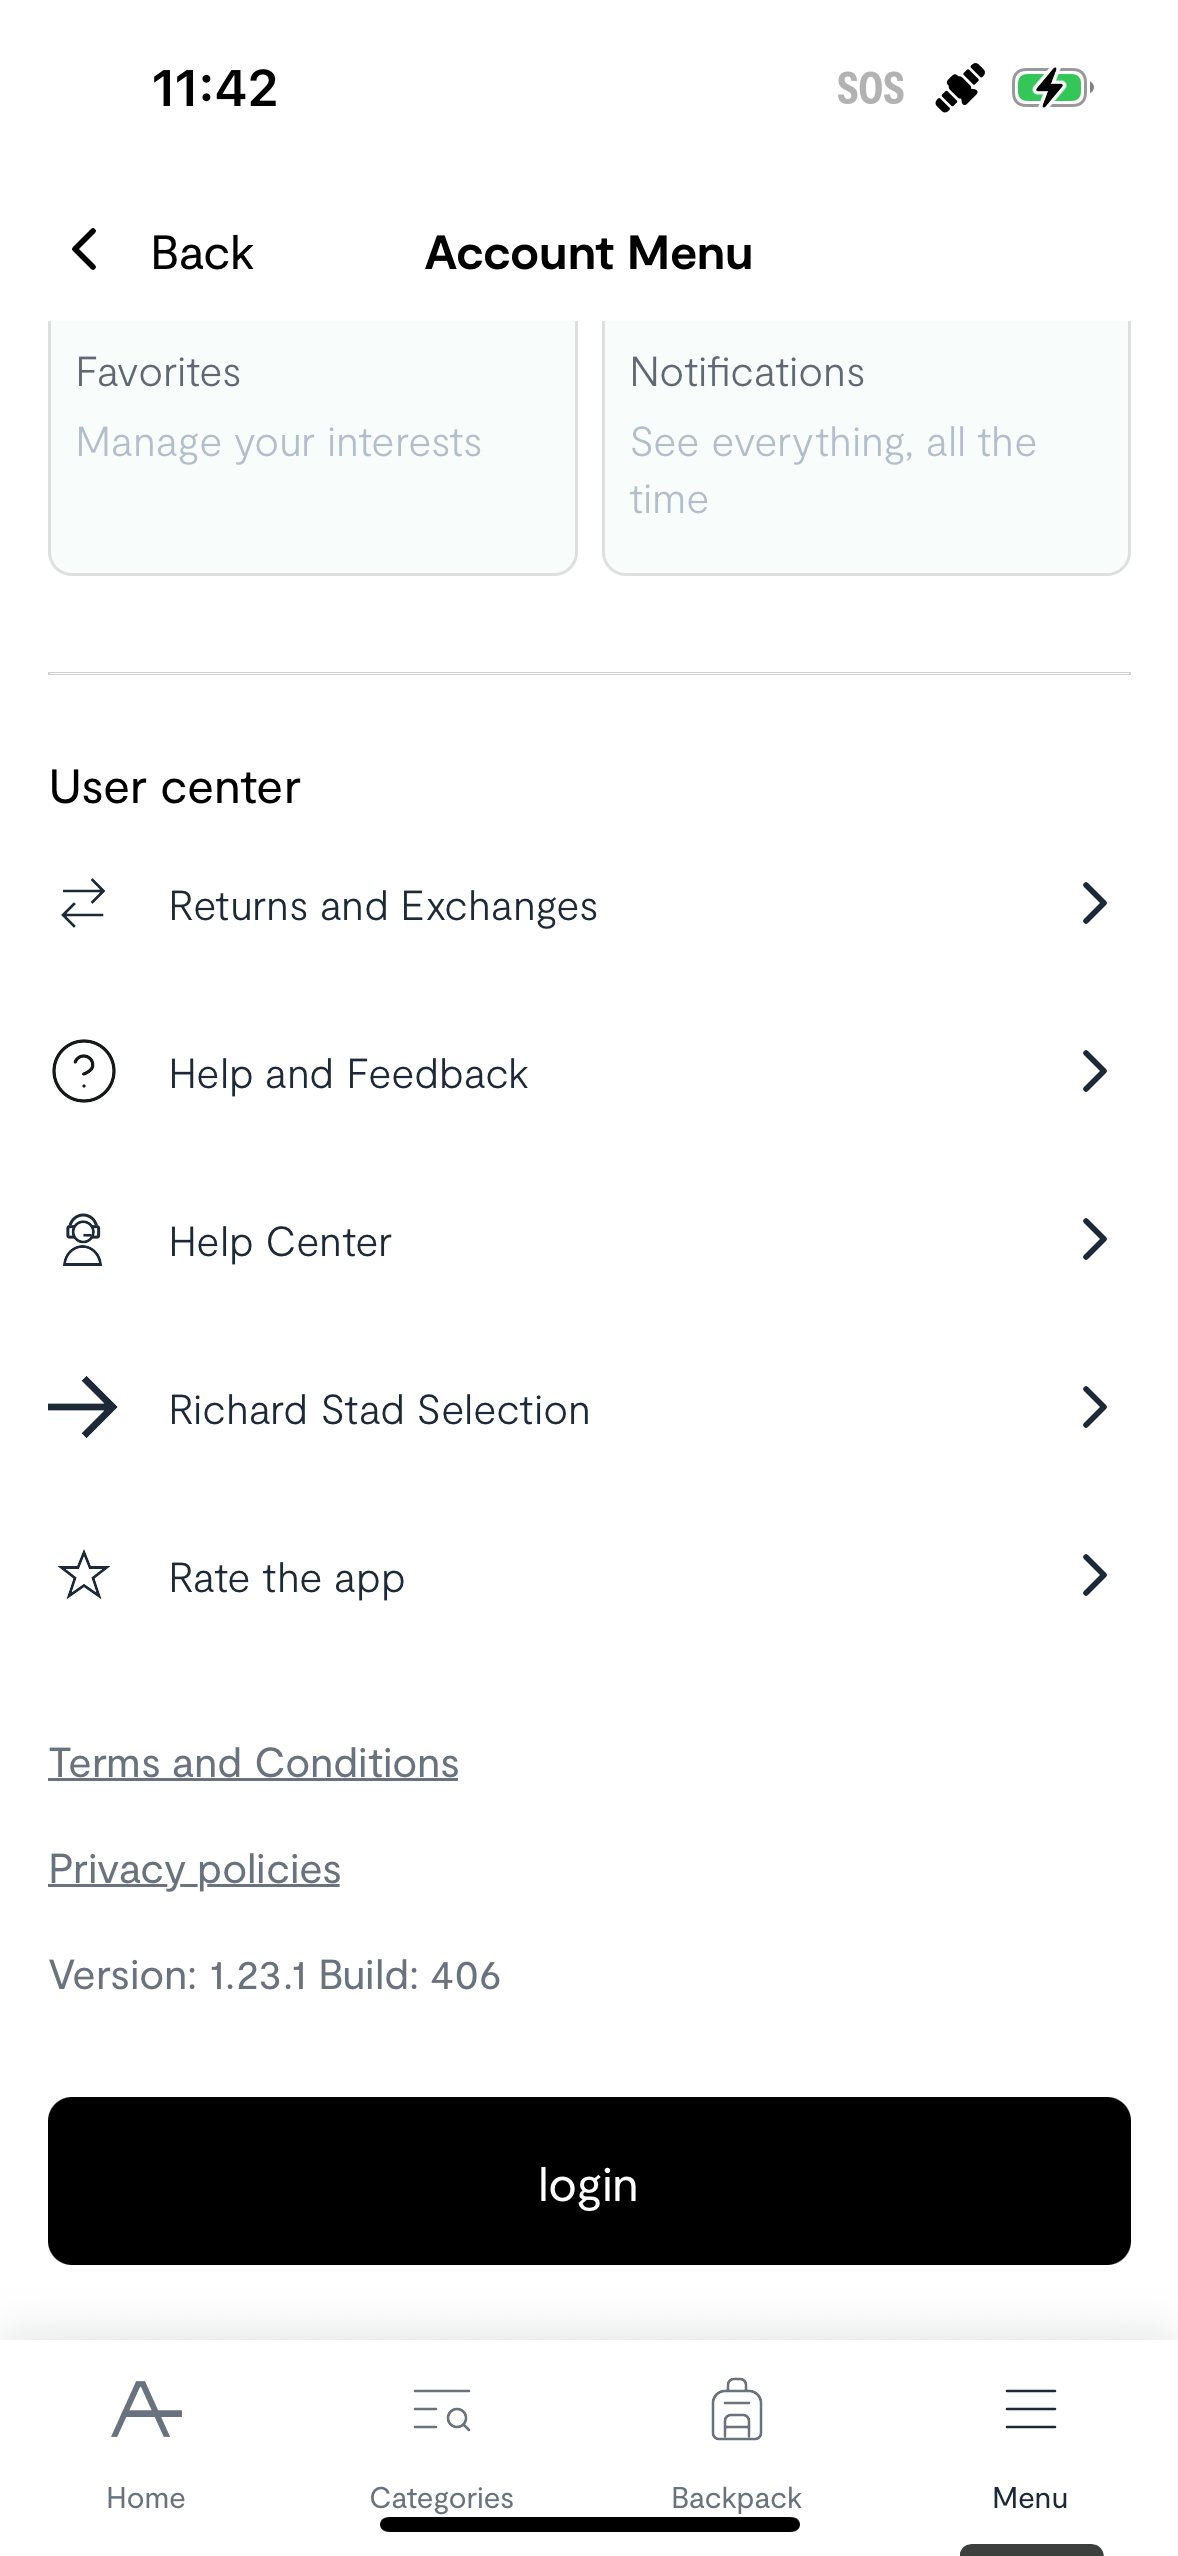 11:42
SOS
Back
Account Menu
Favorites
Manage your interests
Notifications
See everything, all the
time
User center
Returns and Exchanges
Help and Feedback
Help Center
Richard Stad Selection
Rate the app
Terms and Conditions
Privacy policies
Version: 1.23.1 Build: 406
login
Home
Categories
Backpack
Menu